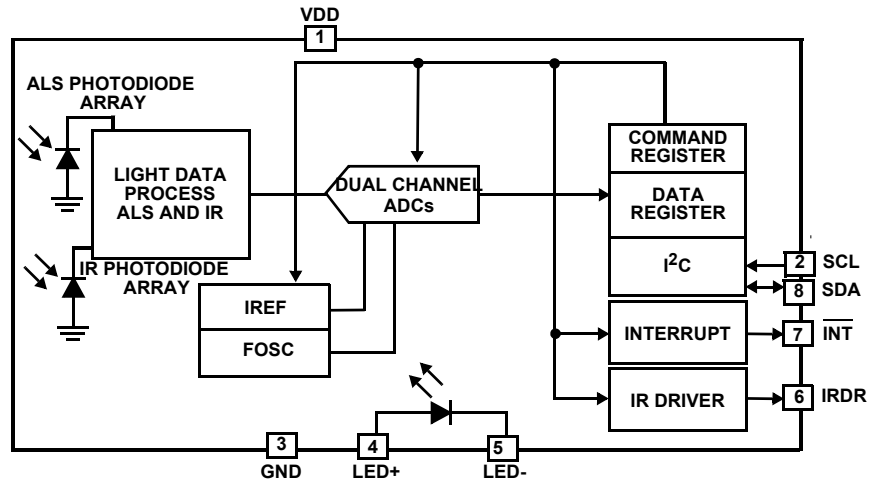 VDD
1
ALS PHOTODIODE
ARRAY
LIGHT DATA
PROCESS
ALS AND IR
DUAL CHANNEL
ADCs
COMMAND
REGISTER
DATA
REGISTER
I²C
2 SCL
8 SDA
IR PHOTODIODE
ARRAY
IREF
FOSC
INTERRUPT
7 I̅N̅T̅
IR DRIVER
6 IRDR
3
GND
4
LED+
5
LED-